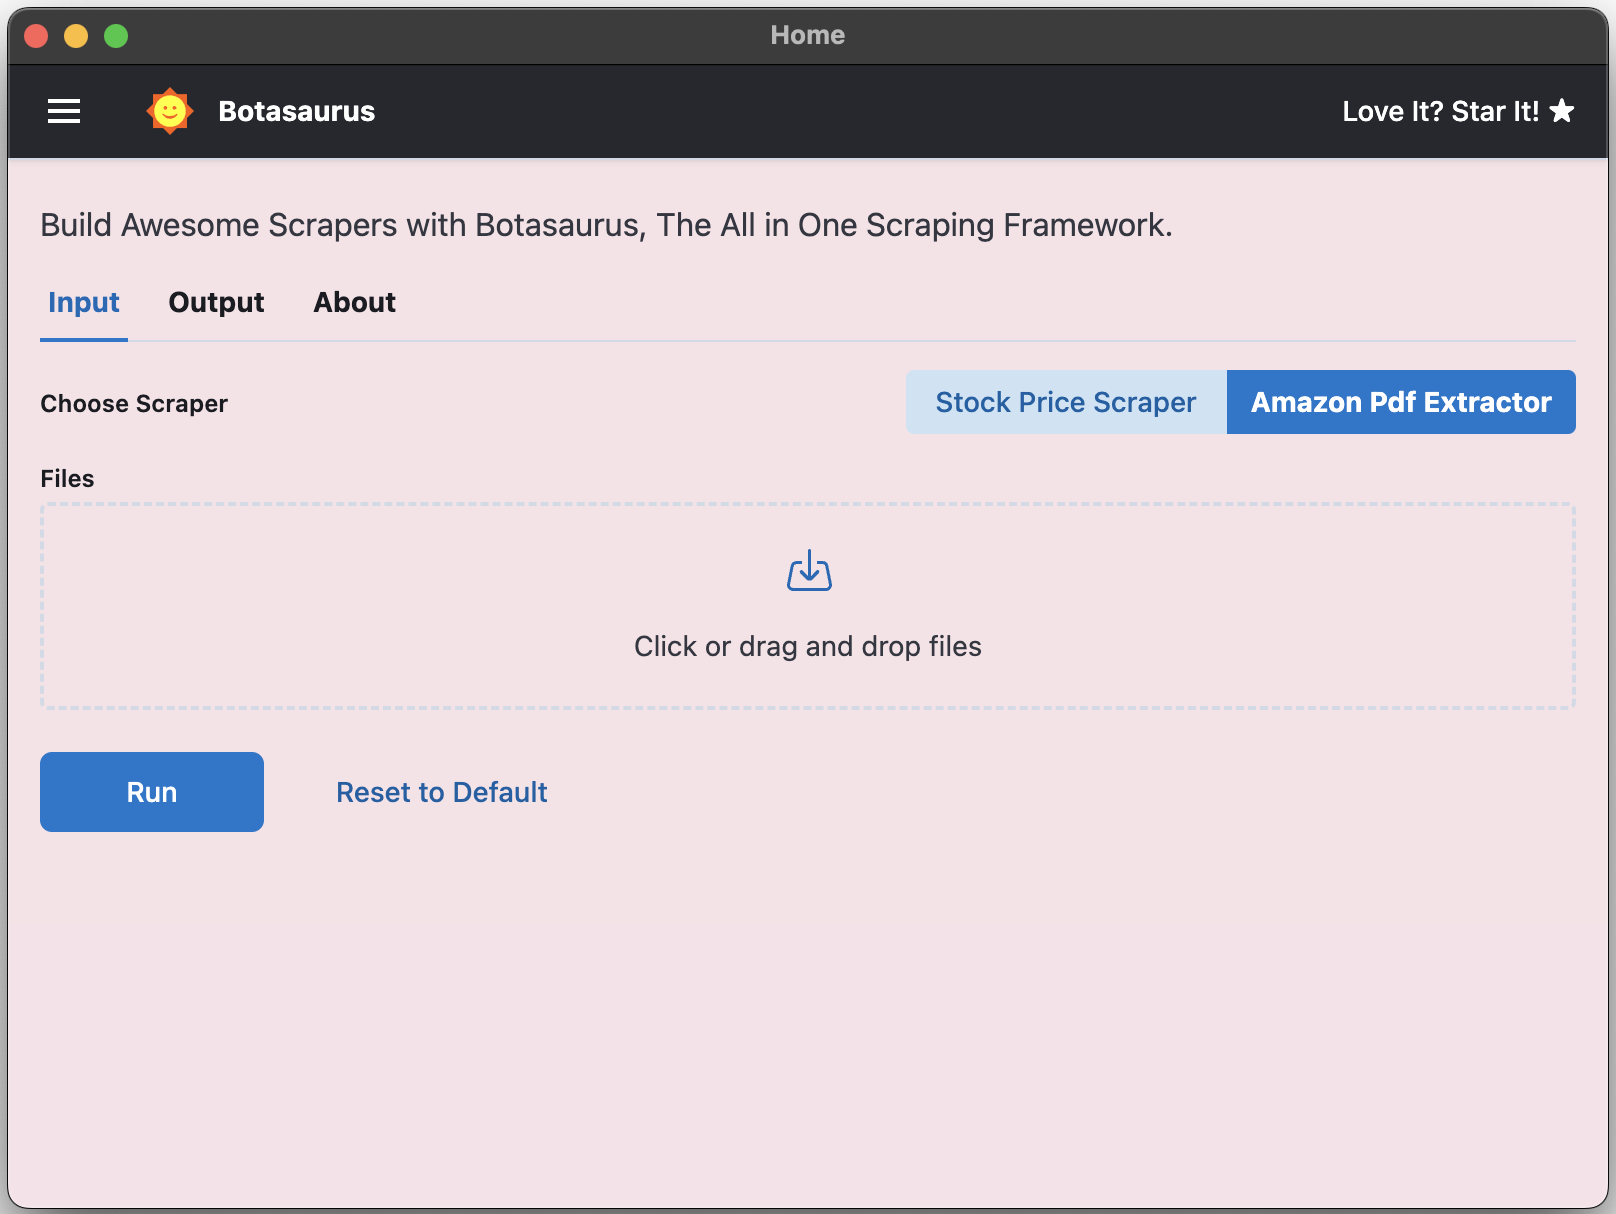 Home
Botasaurus
Love It? Star It!
Build Awesome Scrapers with Botasaurus, The All in One Scraping Framework.
Input Output About
Choose Scraper
Stock Price Scraper
Amazon Pdf Extractor
Files
Click or drag and drop files
Run
Reset to Default